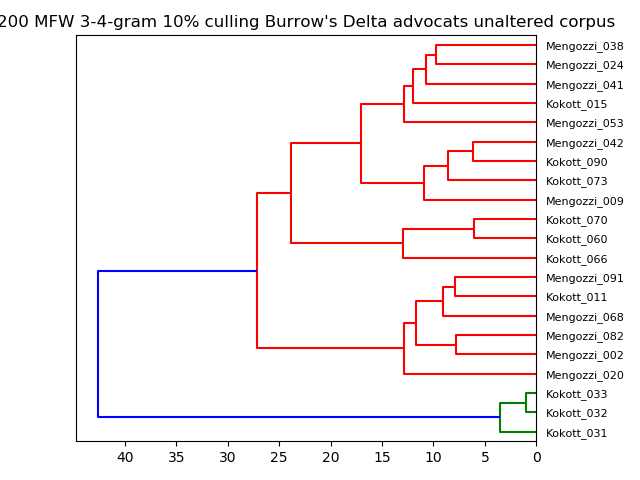 200 MFW 3-4-gram 10% culling Burrow's Delta advocats unaltered corpus
Mengozzi_038
Mengozzi_024
Mengozzi_041
Kokott_015
Mengozzi_053
Mengozzi_042
Kokott_090
Kokott_073
Mengozzi_009
Kokott_070
Kokott_060
Kokott_066
Mengozzi_091
Kokott_011
Mengozzi_068
Mengozzi_082
Mengozzi_002
Mengozzi_020
Kokott_033
Kokott_032
Kokott_031
40 35 30 25 20 15 10 5 0